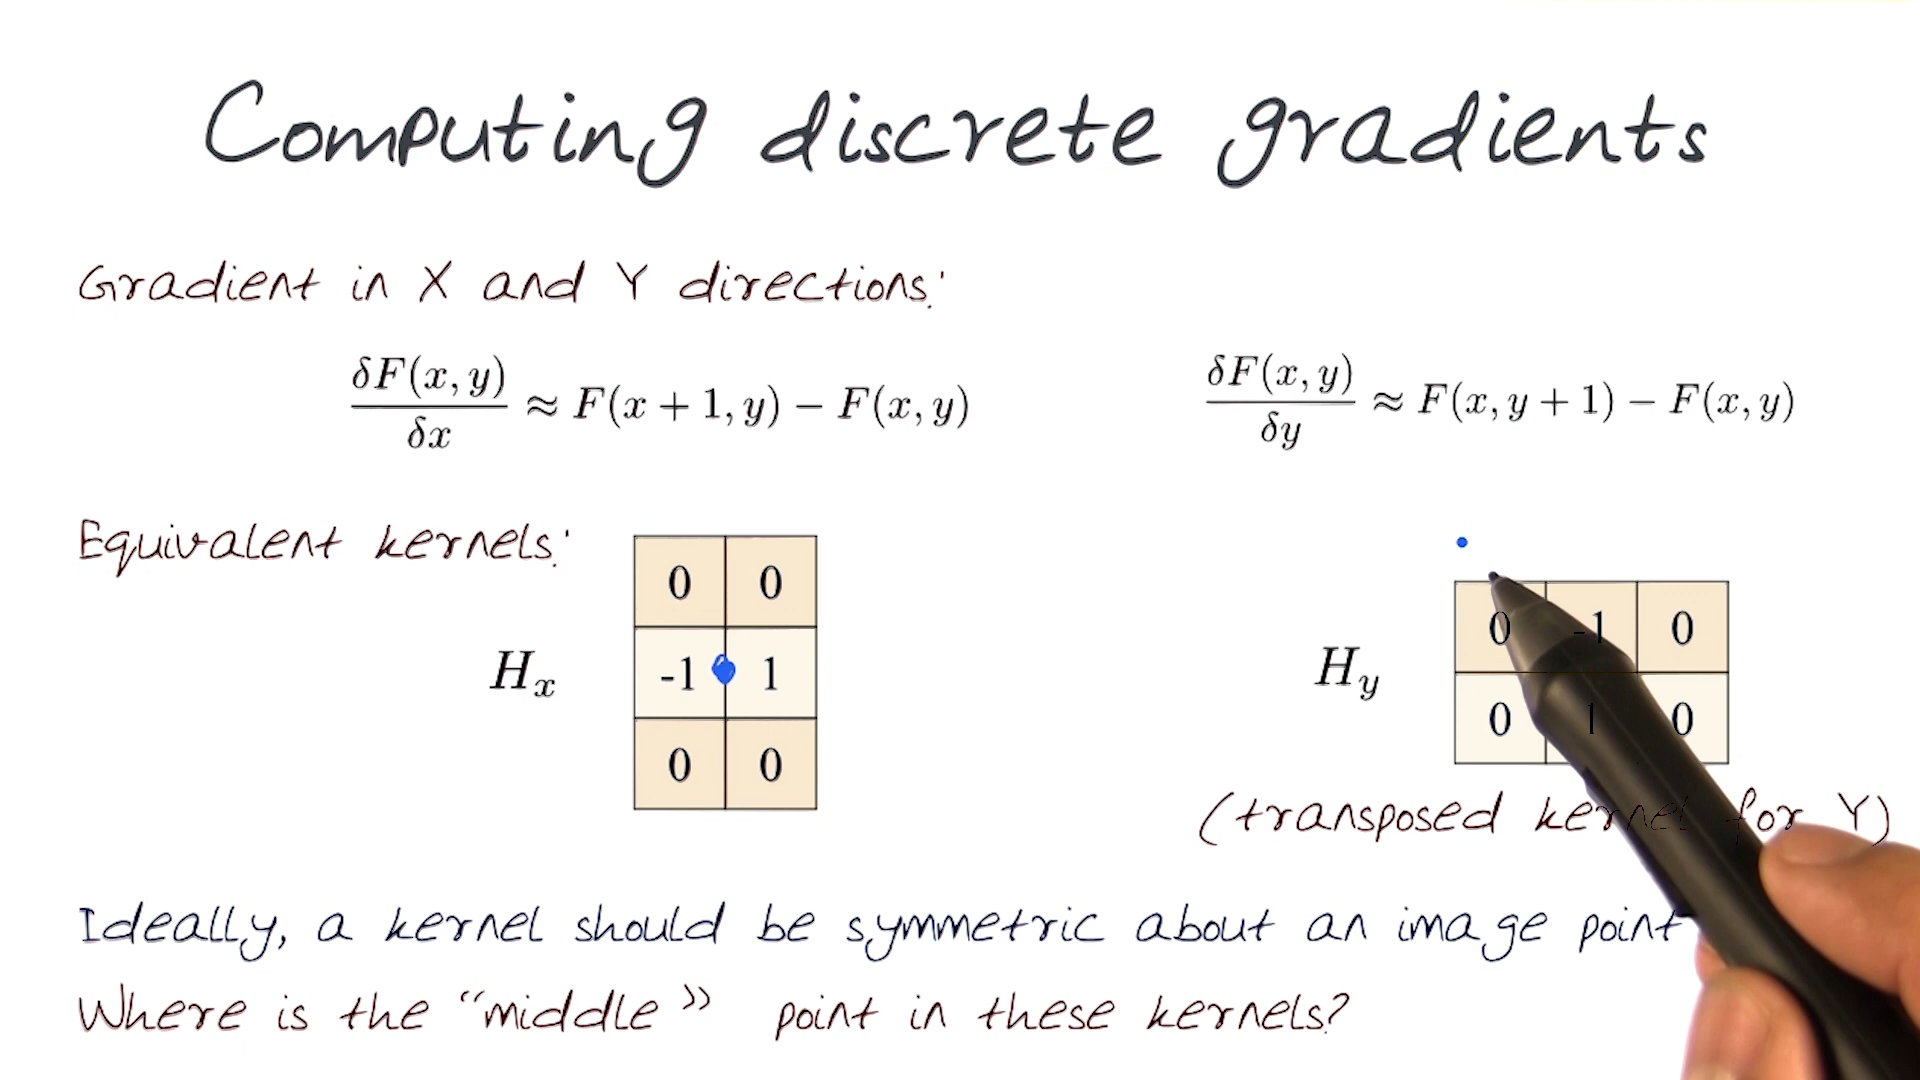 Computing discrete gradients
Gradient in X and Y directions:
δF(x, y)/δx ≈ F(x + 1, y) − F(x, y)
δF(x, y)/δy ≈ F(x, y + 1) − F(x, y)
Equivalent kernels:
Hx
0 0
-1 1
0 0
Hy
0 -1 0
0 1 0
(transposed kernel for Y)
Ideally, a kernel should be symmetric about an image point
Where is the “middle” point in these kernels?